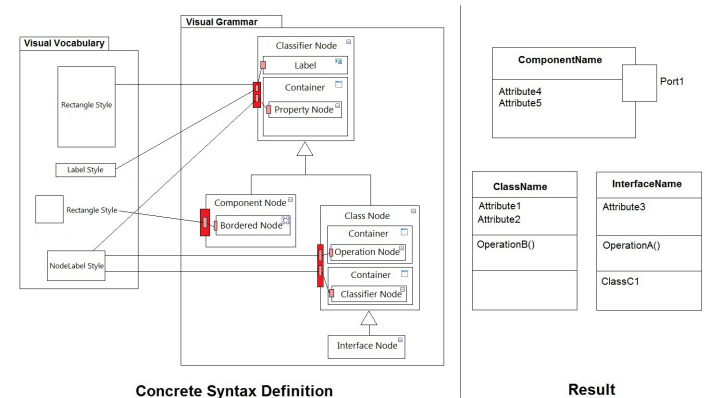 Visual Vocabulary
Rectangle Style
Label Style
Rectangle Style
NodeLabel Style
Visual Grammar
Classifier Node
Label
Container
Property Node
Component Node
Bordered Node
Class Node
Container
Operation Node
Container
Classifier Node
Interface Node
Concrete Syntax Definition
ComponentName
Attribute4
Attribute5
Port1
ClassName
Attribute1
Attribute2
OperationB()
InterfaceName
Attribute3
OperationA()
ClassC1
Result